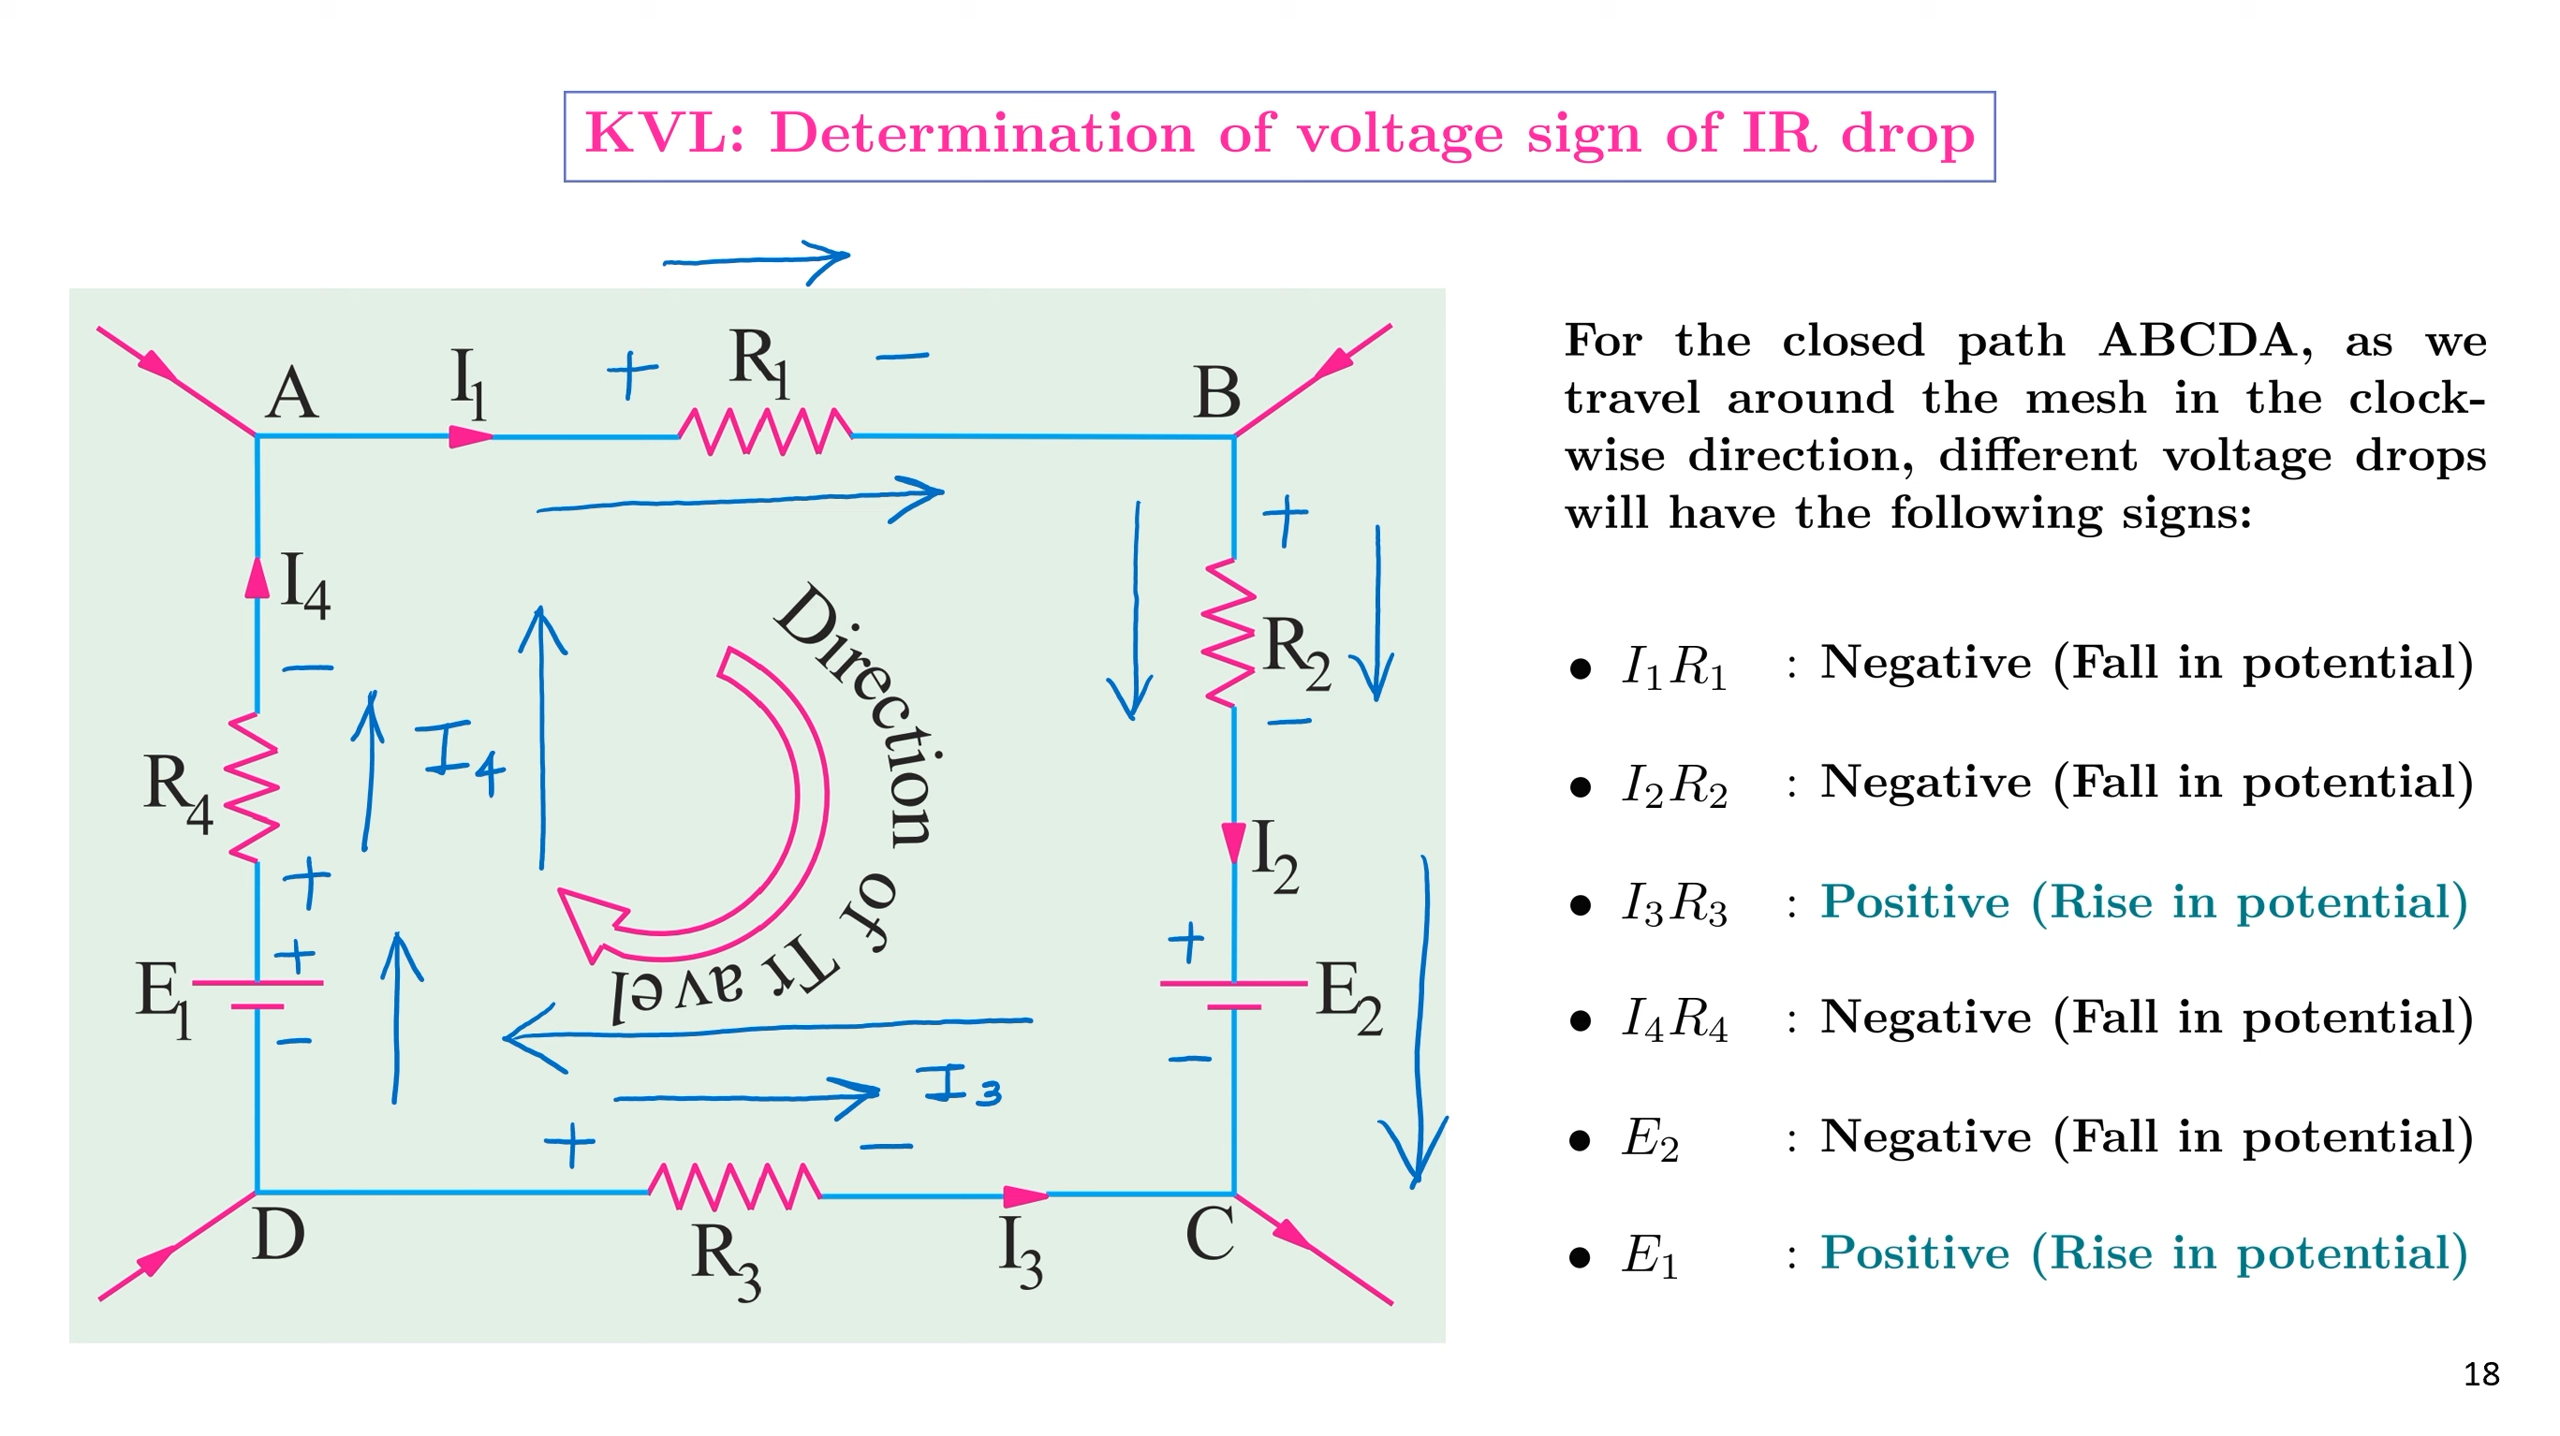 KVL: Determination of voltage sign of IR drop
For the closed path ABCDA, as we
travel around the mesh in the clock-
wise direction, different voltage drops
will have the following signs:
• I₁R₁ : Negative (Fall in potential)
• I₂R₂ : Negative (Fall in potential)
• I₃R₃ : Positive (Rise in potential)
• I₄R₄ : Negative (Fall in potential)
• E₂ : Negative (Fall in potential)
• E₁ : Positive (Rise in potential)
A
I₁
+
R₁
−
B
+
R₂
−
I₂
+
E₂
−
C
I₃
−
I₃
R₃
+
D
−
E₁
+
+
R₄
I₄
−
I₄
Direction of Travel
18